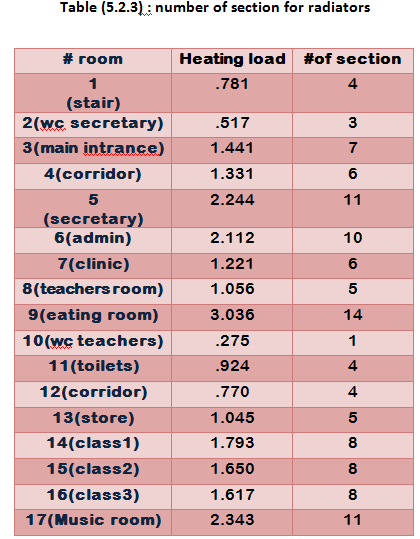 Table (5.2.3) : number of section for radiators
# room Heating load #of section
1 .781 4
(stair)
2(wc secretary) .517 3
3(main intrance) 1.441 7
4(corridor) 1.331 6
5 2.244 11
(secretary)
6(admin) 2.112 10
7(clinic) 1.221 6
8(teachers room) 1.056 5
9(eating room) 3.036 14
10(wc teachers) .275 1
11(toilets) .924 4
12(corridor) .770 4
13(store) 1.045 5
14(class1) 1.793 8
15(class2) 1.650 8
16(class3) 1.617 8
17(Music room) 2.343 11